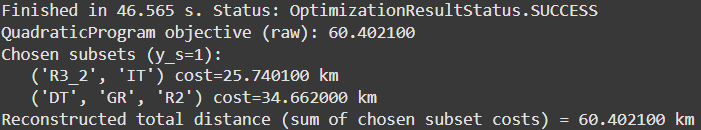 Finished in 46.565 s. Status: OptimizationResultStatus.SUCCESS
QuadraticProgram objective (raw): 60.402100
Chosen subsets (y_s=1):
   ('R3_2', 'IT') cost=25.740100 km
   ('DT', 'GR', 'R2') cost=34.662000 km
Reconstructed total distance (sum of chosen subset costs) = 60.402100 km